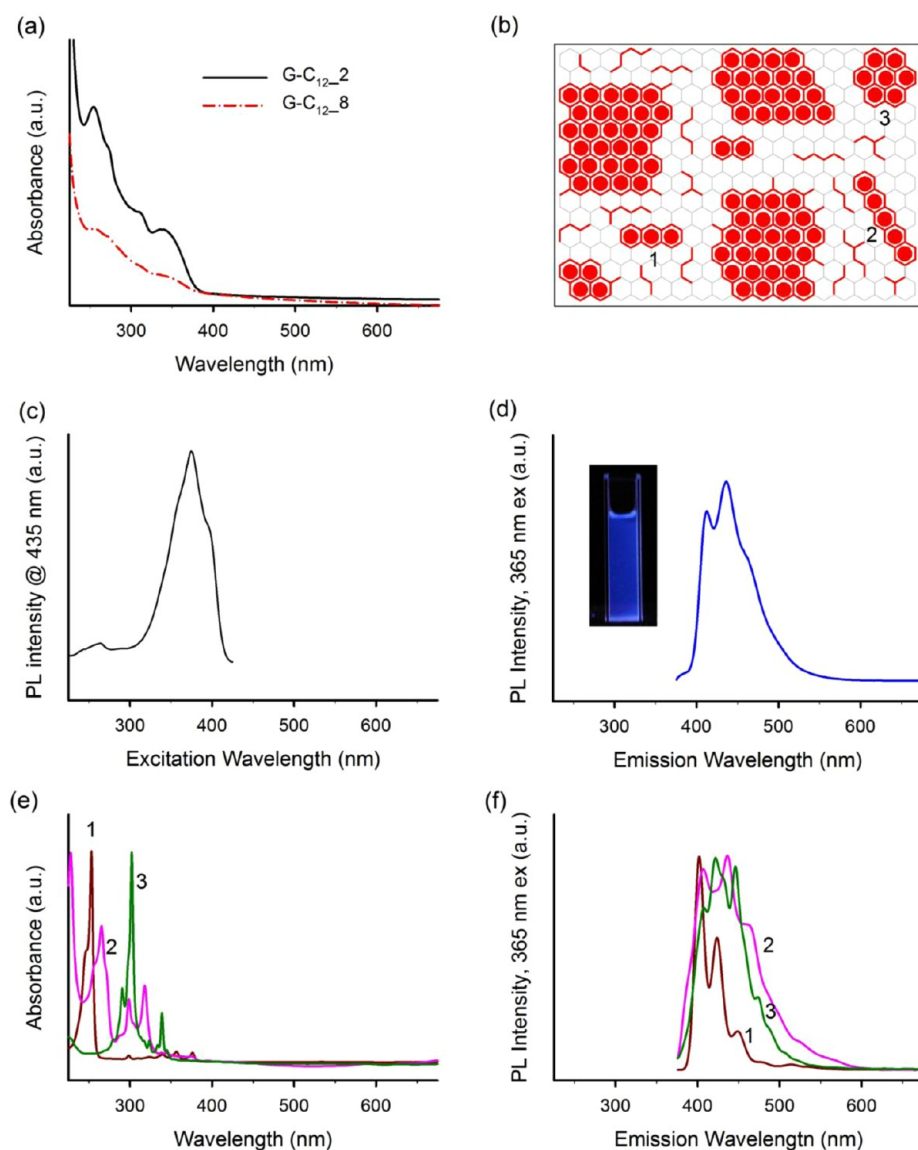 (a)
Absorbance (a.u.)
G-C12_2
G-C12_8
300 400 500 600
Wavelength (nm)
(b)
3
2
1
(c)
PL intensity @ 435 nm (a.u.)
300 400 500 600
Excitation Wavelength (nm)
(d)
PL Intensity, 365 nm ex (a.u.)
300 400 500 600
Emission Wavelength (nm)
(e)
Absorbance (a.u.)
1
3
2
300 400 500 600
Wavelength (nm)
(f)
PL Intensity, 365 nm ex (a.u.)
2
3
1
300 400 500 600
Emission Wavelengtn (nm)